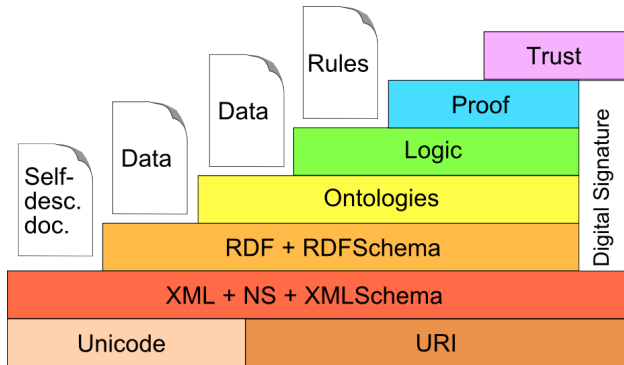 Trust
Rules
Proof
Data
Logic
Data
Self-
desc.
doc.
Ontologies
Digital Signature
RDF + RDFSchema
XML + NS + XMLSchema
Unicode
URI